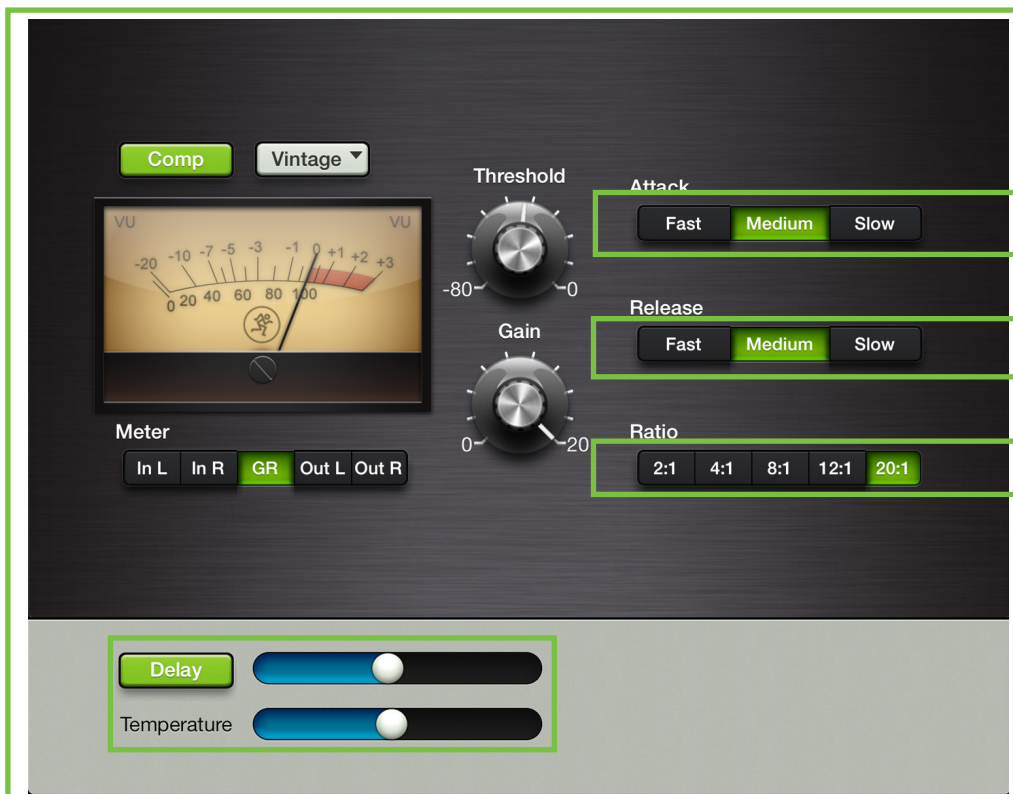 Comp
Vintage
VU VU
-20 -10 -7 -5 -3 -1 0 +1 +2 +3
0 20 40 60 80 100
Meter
In L In R GR Out L Out R
Threshold
-80 0
Gain
0 20
Attack
Fast Medium Slow
Release
Fast Medium Slow
Ratio
2:1 4:1 8:1 12:1 20:1
Delay
Temperature